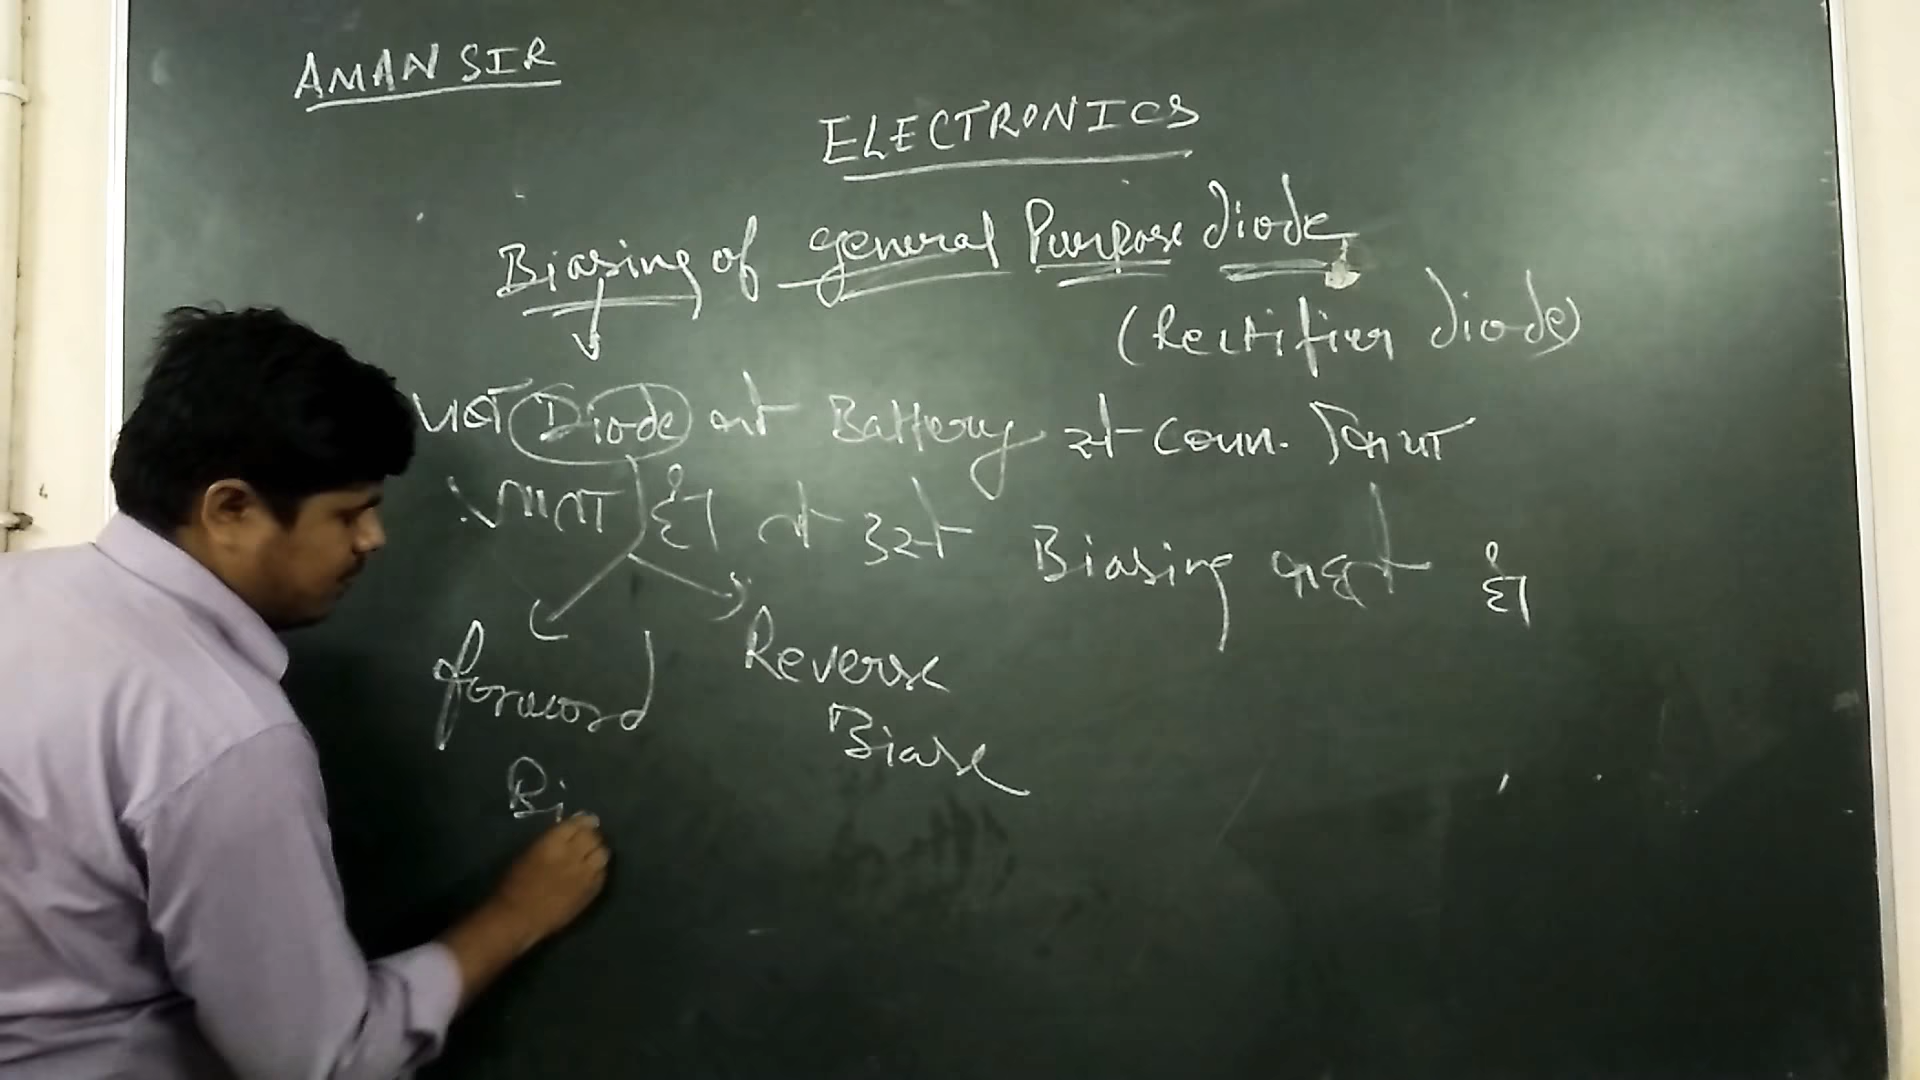 AMAN SIR
ELECTRONICS
Biasing of general Purpose diode
(Rectifier diode)
जब Diode को Battery से Conn. किया
जाता है तो उसे Biasing कहते है
forward Reverse
Bi Biase